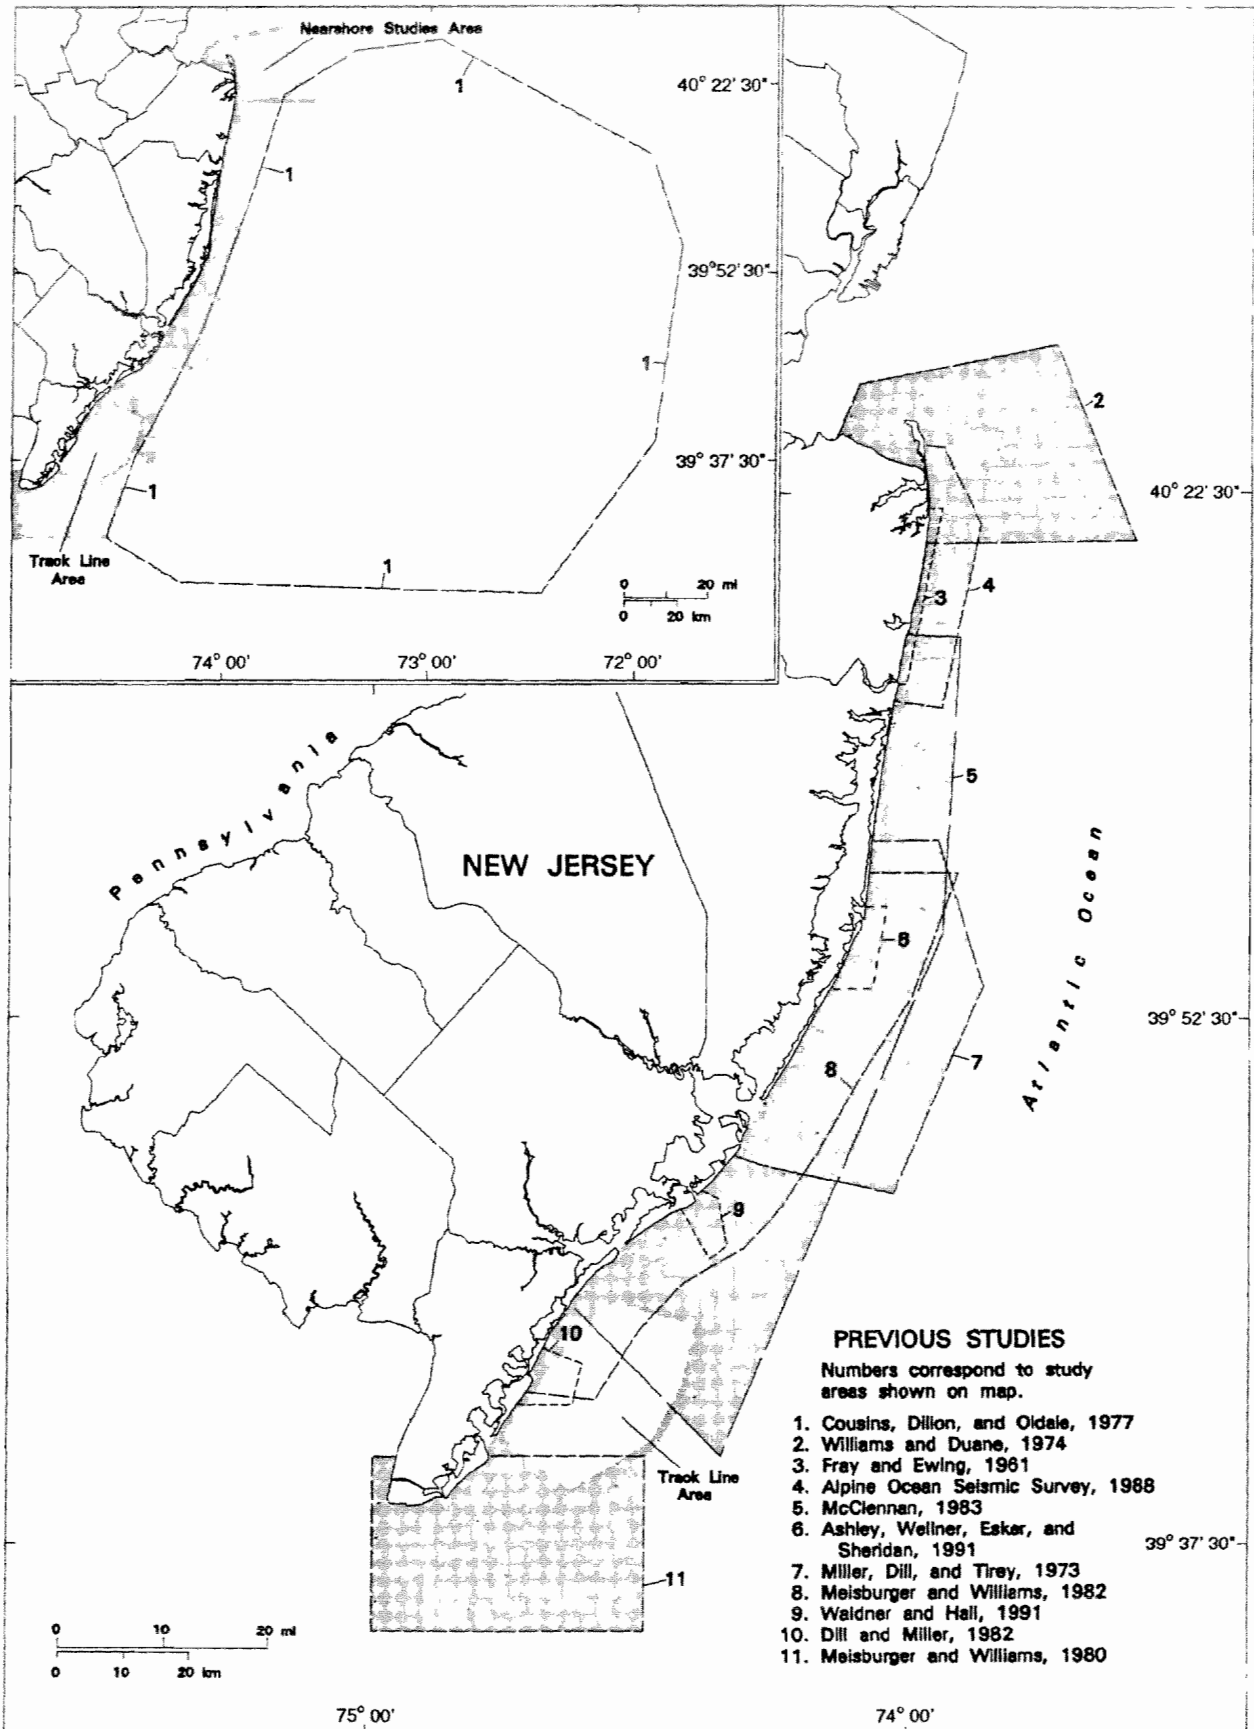 Nearshore Studies Area
1
40° 22' 30"
1
39° 52' 30"
1
39° 37' 30"
1
Track Line
Area
1
0 20 mi
0 20 km
74° 00' 73° 00' 72° 00'
2
40° 22' 30"
3
4
5
Pennsylvania
NEW JERSEY
Atlantic Ocean
6
39° 52' 30"
7
8
9
10
Track Line
Area
11
PREVIOUS STUDIES
Numbers correspond to study
areas shown on map.
1. Cousins, Dillon, and Oldale, 1977
2. Williams and Duane, 1974
3. Fray and Ewing, 1961
4. Alpine Ocean Seismic Survey, 1988
5. McClennan, 1983
6. Ashley, Wellner, Esker, and
Sheridan, 1991
7. Miller, Dill, and Tirey, 1973
8. Meisburger and Williams, 1982
9. Waldner and Hall, 1991
10. Dill and Miller, 1982
11. Meisburger and Williams, 1980
39° 37' 30"
0 10 20 mi
0 10 20 km
75° 00' 74° 00'